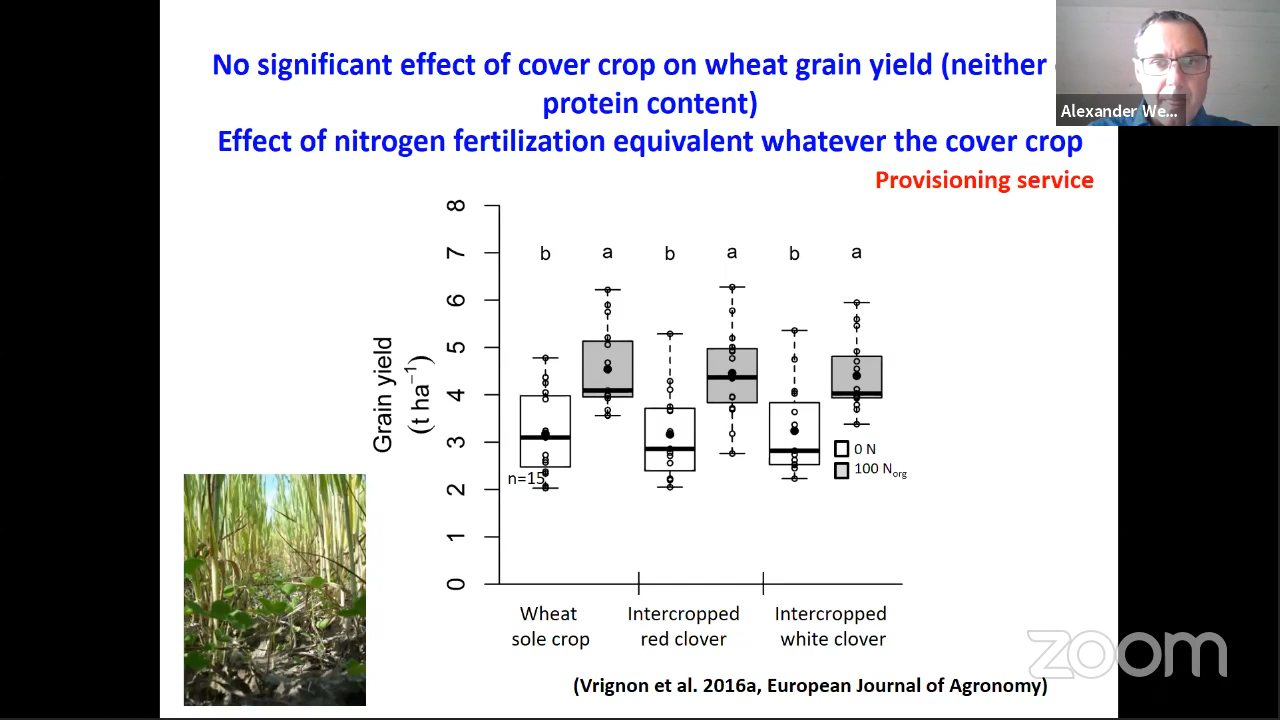 No significant effect of cover crop on wheat grain yield (neither
protein content)
Effect of nitrogen fertilization equivalent whatever the cover crop
Provisioning service
Alexander We...
Grain yield
(t ha−1)
8
7
6
5
4
3
2
1
0
b a b a b a
n=15
0 N
100 Norg
Wheat
sole crop
Intercropped
red clover
Intercropped
white clover
(Vrignon et al. 2016a, European Journal of Agronomy)
zoom